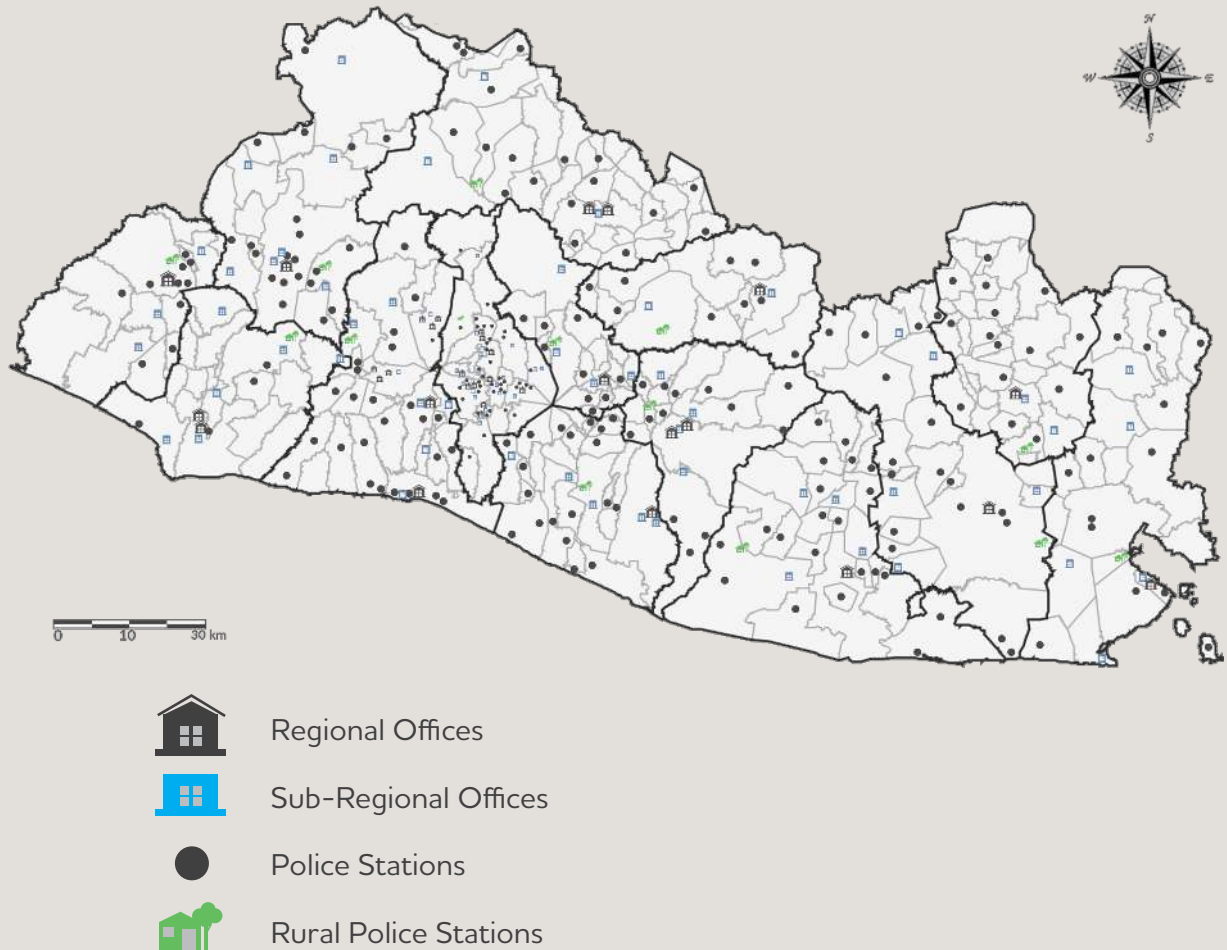 N
W
E
S
0 10 30 km
Regional Offices
Sub-Regional Offices
Police Stations
Rural Police Stations